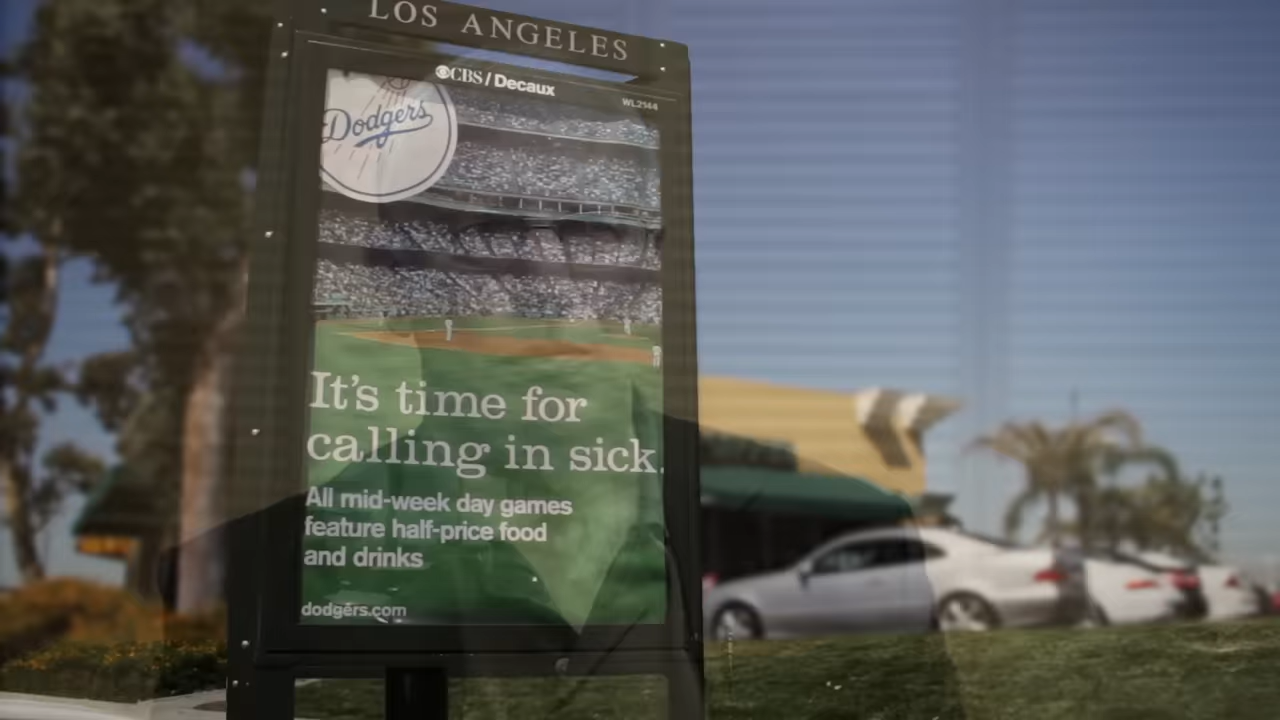 LOS ANGELES
CBS / Decaux
WL2144
Dodgers
It's time for
calling in sick.
All mid-week day games
feature half-price food
and drinks
dodgers.com